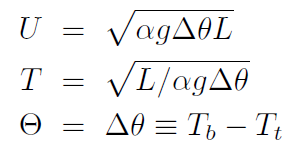 U = √αgΔθL
T = √L/αgΔθ
Θ = Δθ ≡ T_b − T_t